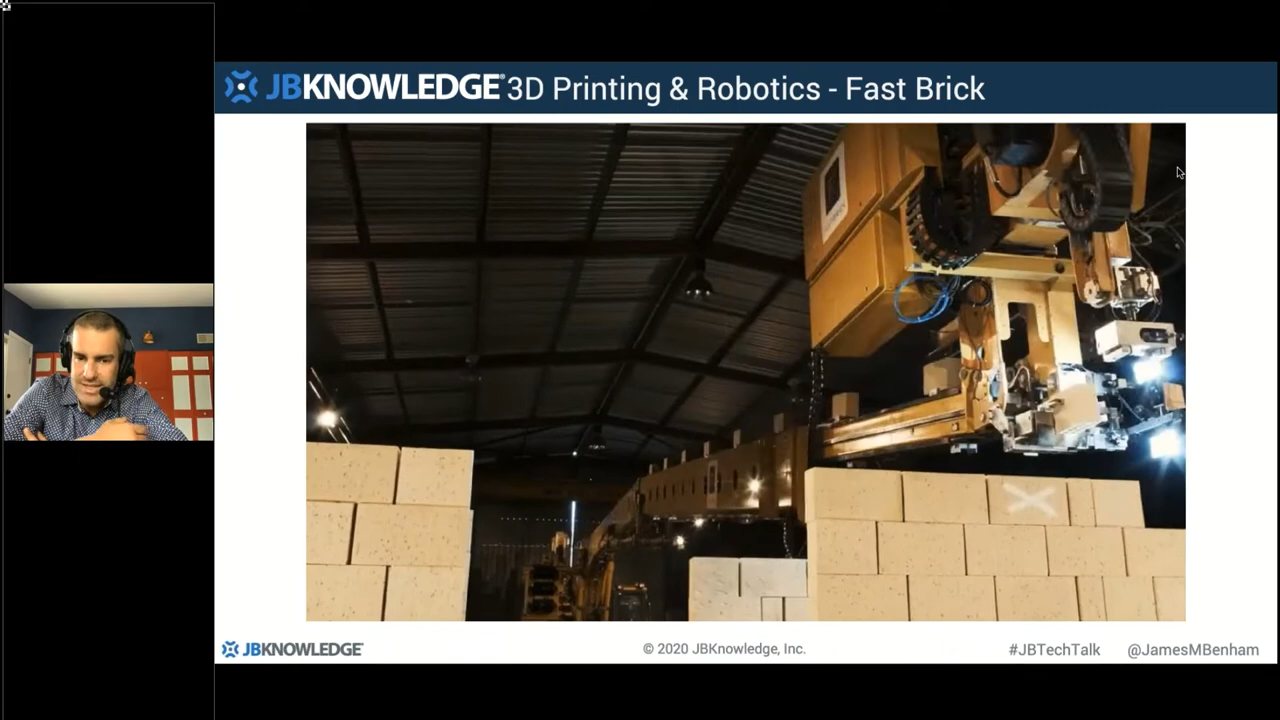 JBKNOWLEDGE® 3D Printing & Robotics - Fast Brick
JBKNOWLEDGE
© 2020 JBKnowledge, Inc.
#JBTechTalk
@JamesMBenham